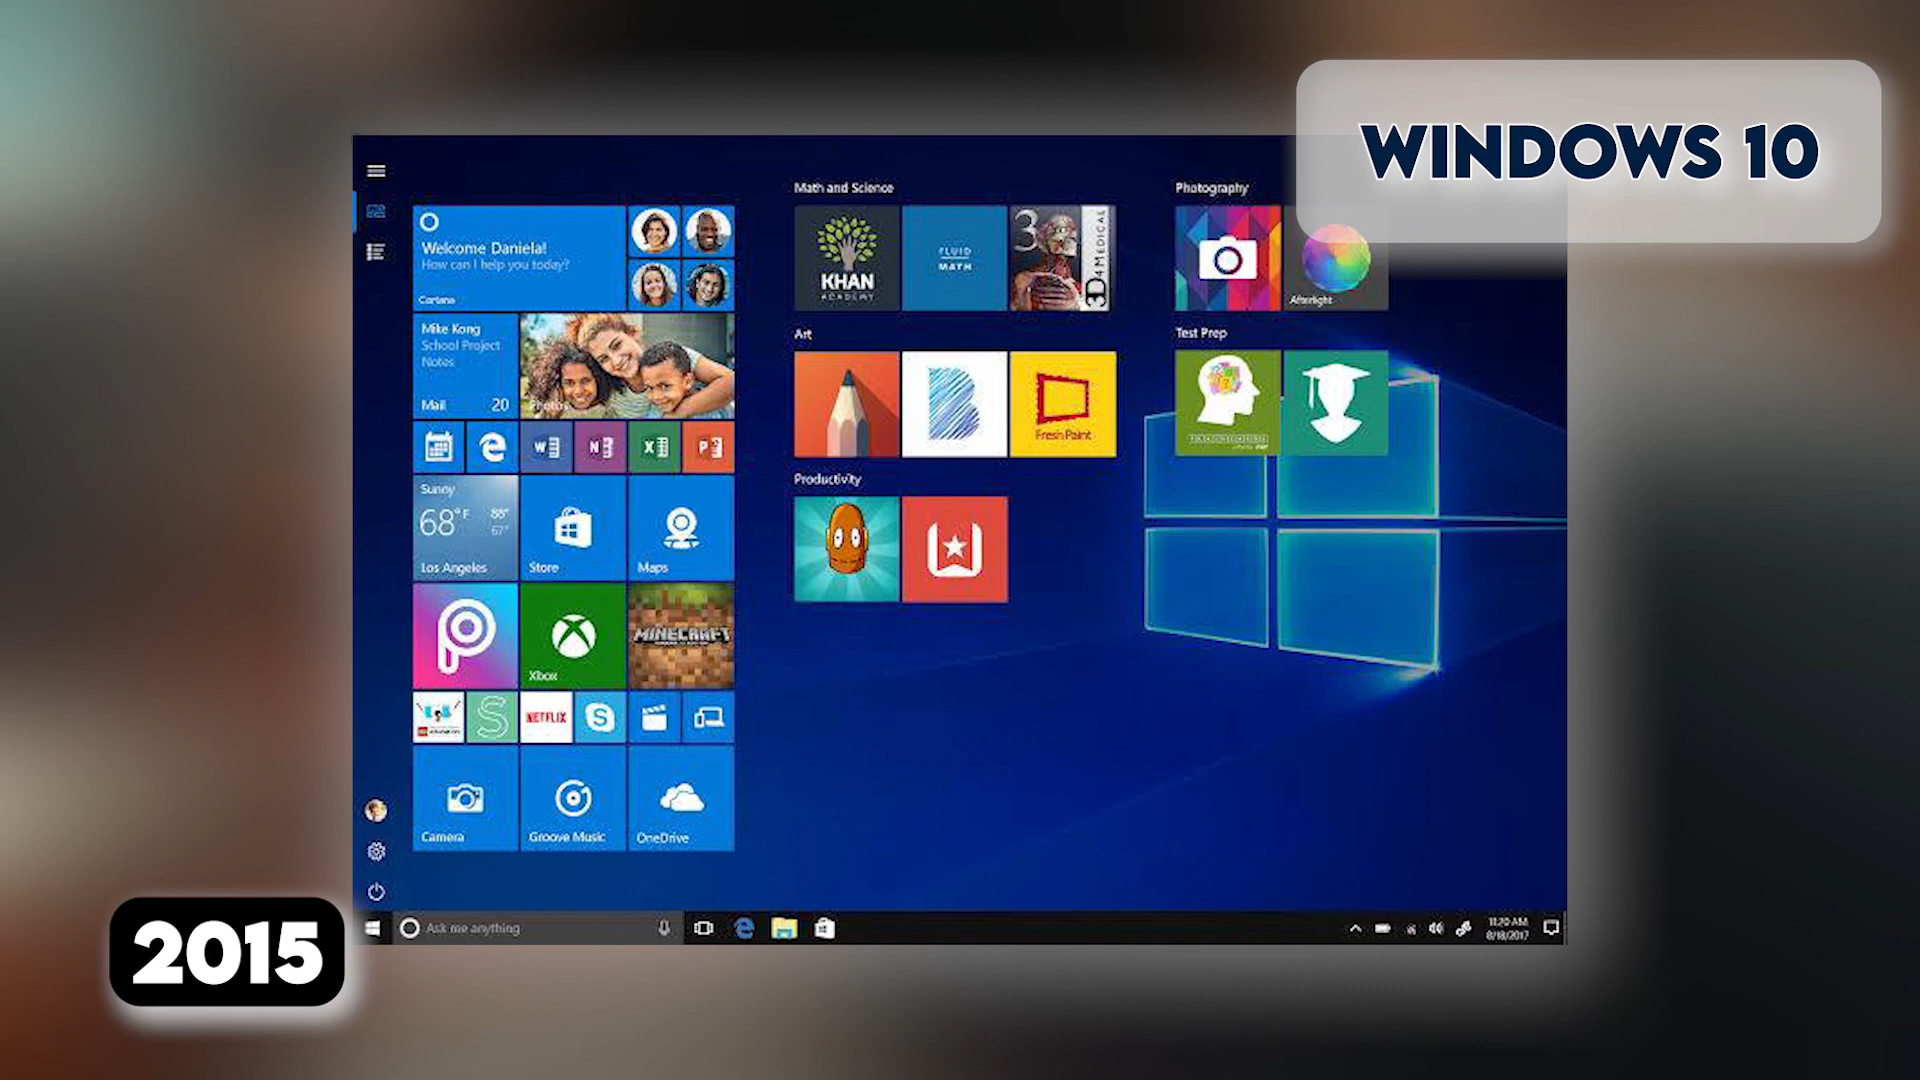 WINDOWS 10
Math and Science
Photography
Welcome Daniela!
How can I help you today?
Cortana
KHAN
ACADEMY
FLUID
MATH
3D4MEDICAL
3
Afterlight
Mike Kong
School Project
Notes
Mail 20
Photos
Art
Test Prep
Fresh Paint
W
N
X
P
Productivity
Sunny
68°F
88°
67°
Los Angeles
Store
Maps
Xbox
MINECRAFT
NETFLIX
S
Camera
Groove Music
OneDrive
Ask me anything
11:20 AM
8/18/2017
2015